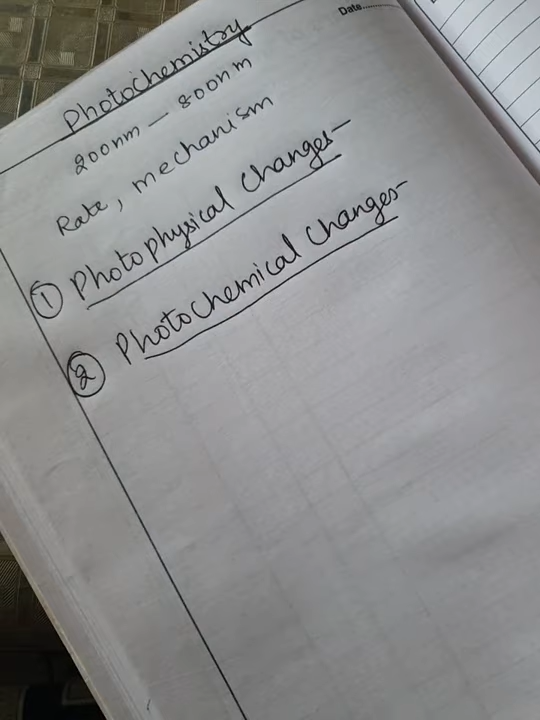 Date.........
Photochemistry
200nm — 800nm
Rate, mechanism
① Photophysical Changes-
② Photochemical Changes-